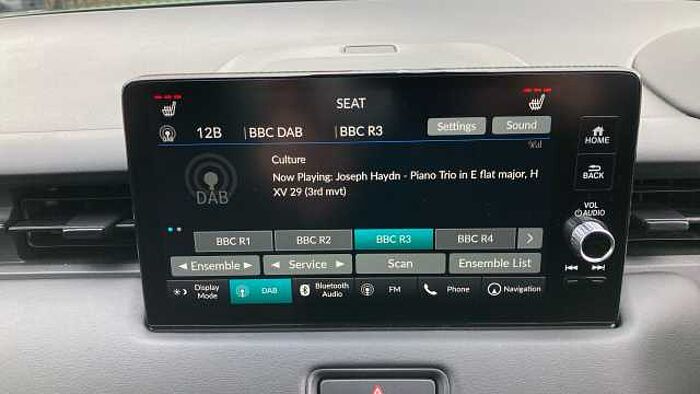 SEAT
12B BBC DAB BBC R3 Settings Sound
HOME
Culture
Now Playing: Joseph Haydn - Piano Trio in E flat major, H
XV 29 (3rd mvt)
DAB
BACK
VOL
AUDIO
BBC R1 BBC R2 BBC R3 BBC R4 >
◄ Ensemble ► ◄ Service ► Scan Ensemble List
Display
Mode
DAB
Bluetooth
Audio
FM
Phone
Navigation